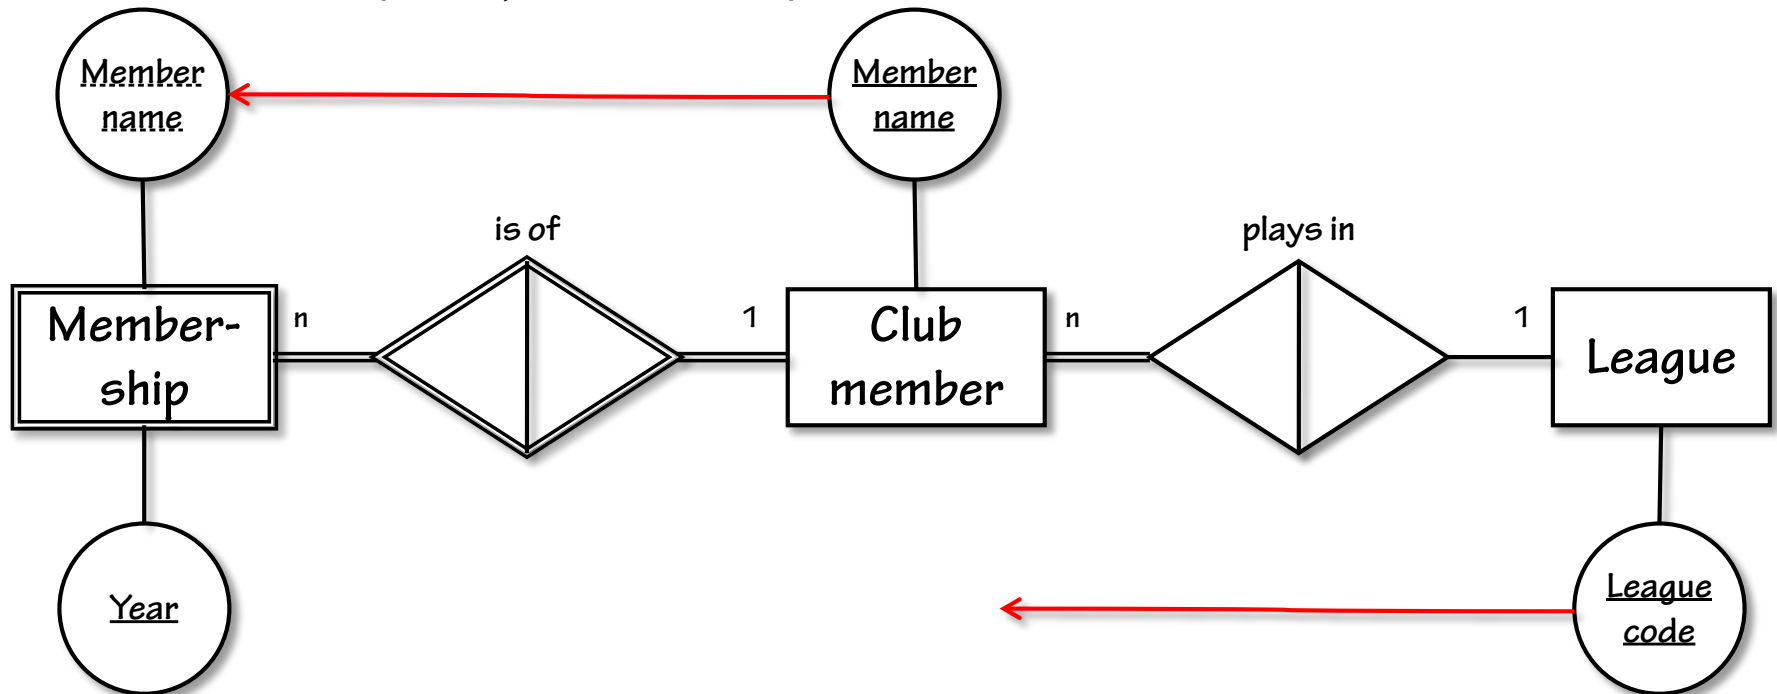 Member
name
Member
name
is of
plays in
Member-
ship
n
1
Club
member
n
1
League
Year
League
code